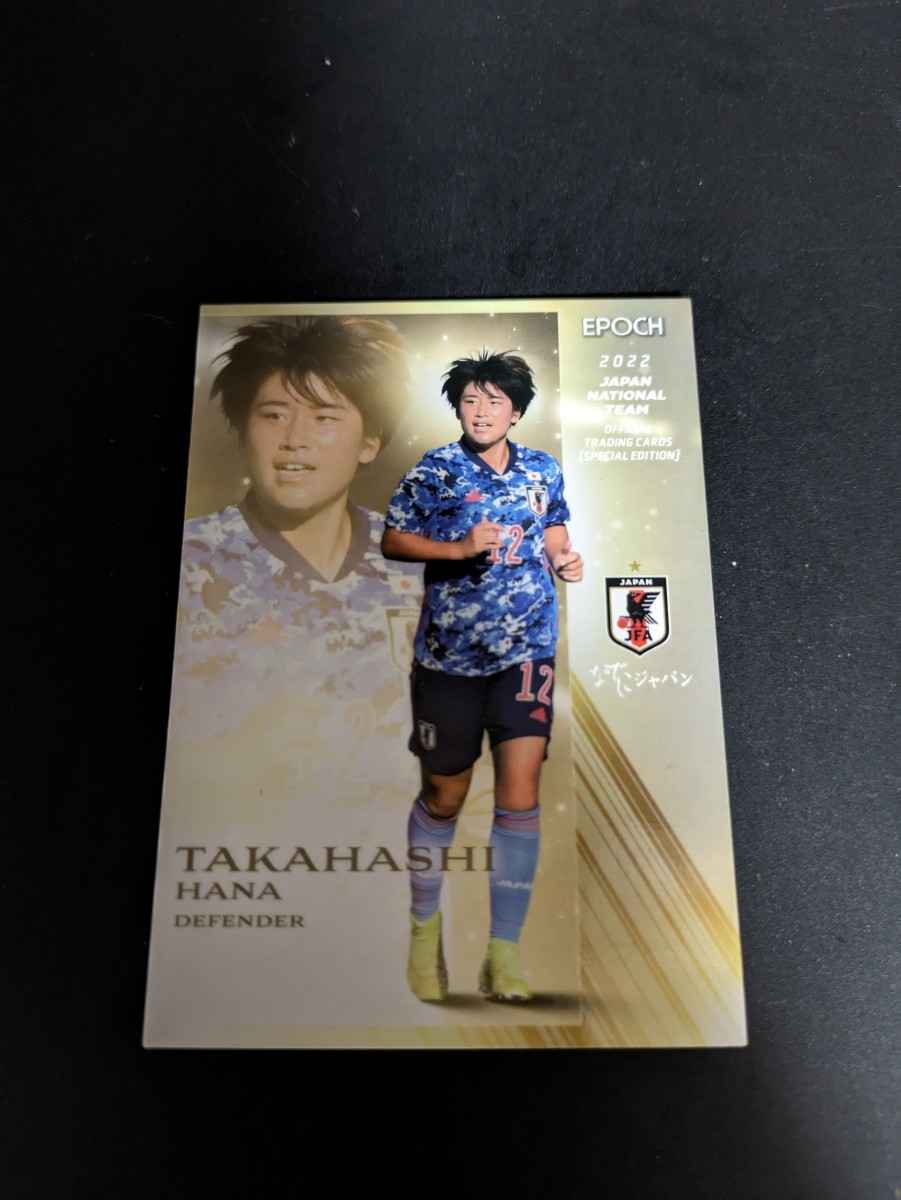 EPOCH
2022
JAPAN
NATIONAL
TEAM
OFFICIAL
TRADING CARDS
[SPECIAL EDITION]
12
JAPAN
JFA
なでしこジャパン
12
TAKAHASHI
HANA
DEFENDER
JAPA